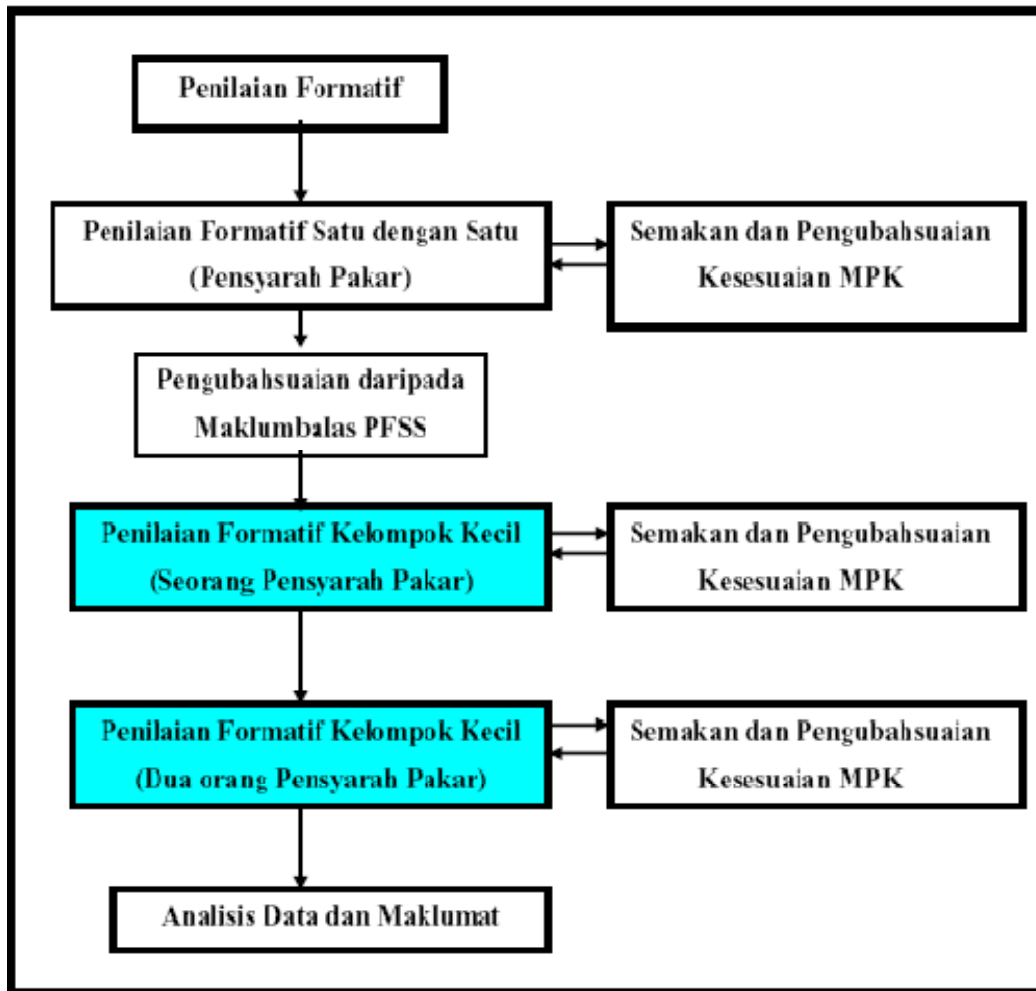 Penilaian Formatif
Penilaian Formatif Satu dengan Satu
(Pensyarah Pakar)
Semakan dan Pengubahsuaian
Kesesuaian MPK
Pengubahsuaian daripada
Maklumbalas PFSS
Penilaian Formatif Kelompok Kecil
(Seorang Pensyarah Pakar)
Semakan dan Pengubahsuaian
Kesesuaian MPK
Penilaian Formatif Kelompok Kecil
(Dua orang Pensyarah Pakar)
Semakan dan Pengubahsuaian
Kesesuaian MPK
Analisis Data dan Maklumat